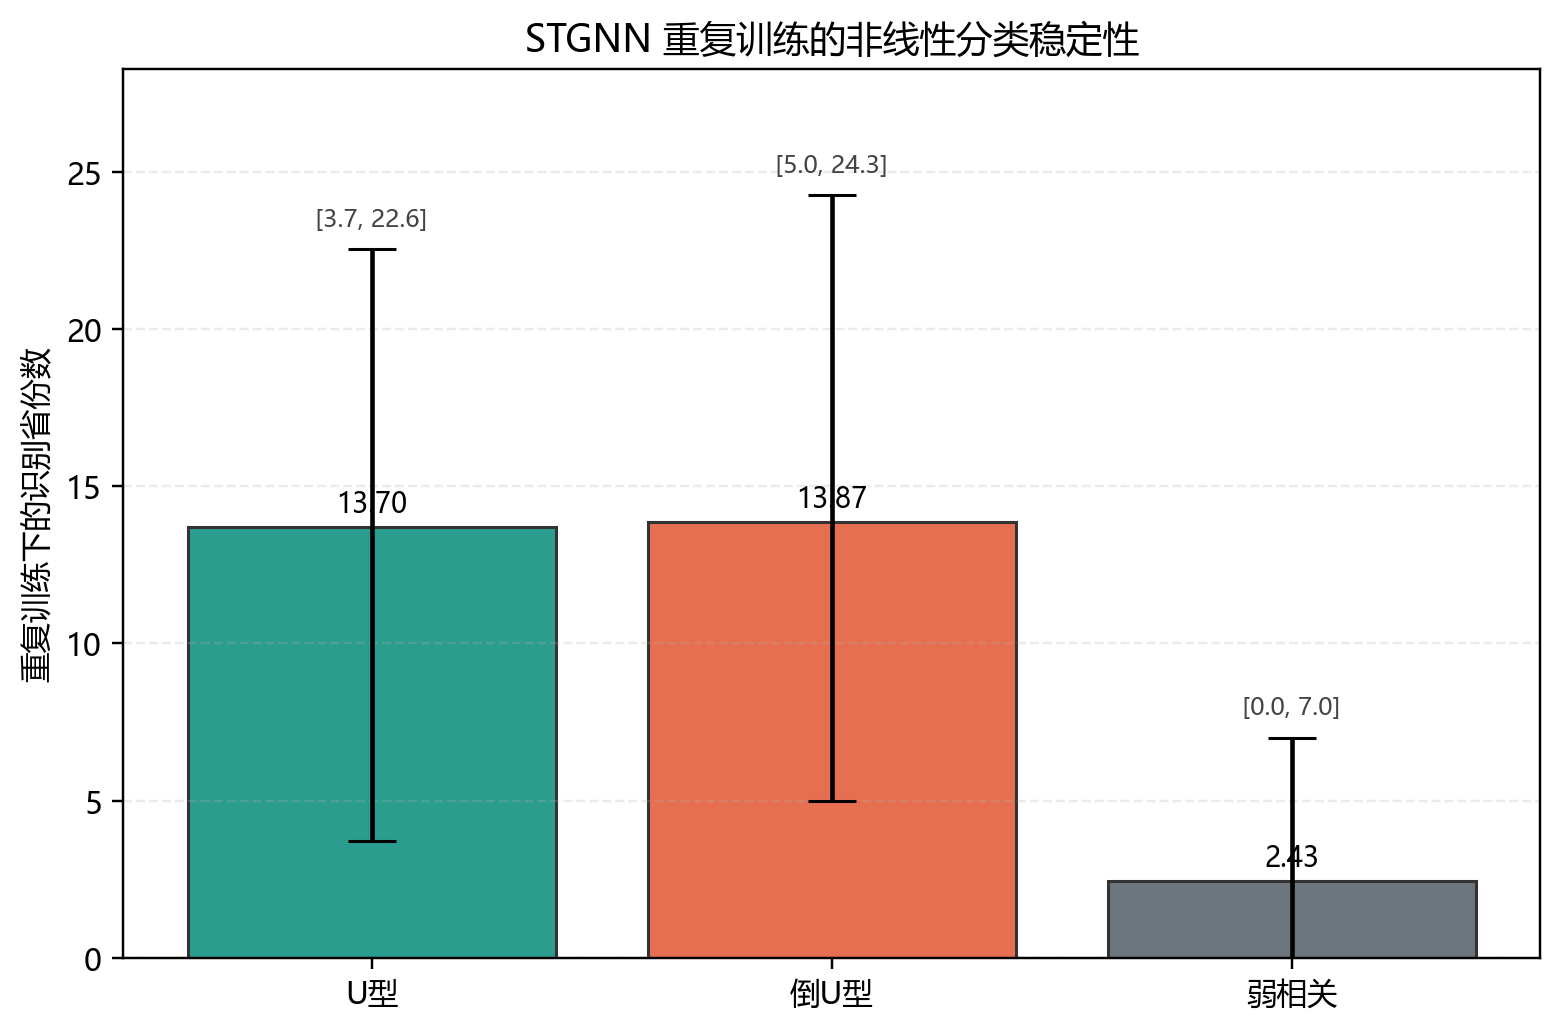 STGNN 重复训练的非线性分类稳定性
重复训练下的识别省份数
25
20
15
10
5
0
[3.7, 22.6]
[5.0, 24.3]
[0.0, 7.0]
13.70
13.87
2.43
U型
倒U型
弱相关